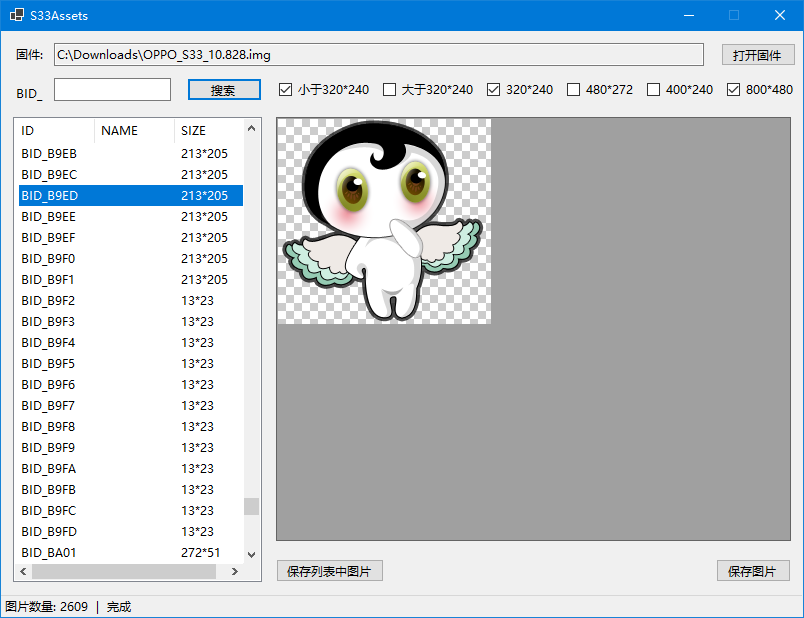 S33Assets
固件: C:\Downloads\OPPO_S33_10.828.img 打开固件
BID_ 搜索 小于320*240 大于320*240 320*240 480*272 400*240 800*480
ID NAME SIZE
BID_B9EB 213*205
BID_B9EC 213*205
BID_B9ED 213*205
BID_B9EE 213*205
BID_B9EF 213*205
BID_B9F0 213*205
BID_B9F1 213*205
BID_B9F2 13*23
BID_B9F3 13*23
BID_B9F4 13*23
BID_B9F5 13*23
BID_B9F6 13*23
BID_B9F7 13*23
BID_B9F8 13*23
BID_B9F9 13*23
BID_B9FA 13*23
BID_B9FB 13*23
BID_B9FC 13*23
BID_B9FD 13*23
BID_BA01 272*51
保存列表中图片 保存图片
图片数量: 2609 | 完成